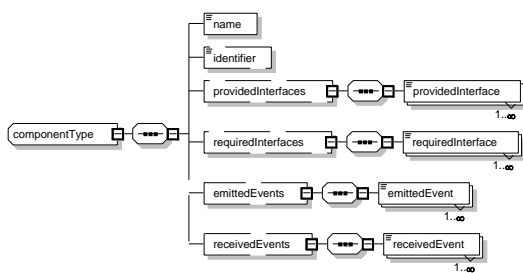 name
identifier
providedInterfaces
providedInterface
1..∞
componentType
requiredInterfaces
requiredInterface
1..∞
emittedEvents
emittedEvent
1..∞
receivedEvents
receivedEvent
1..∞